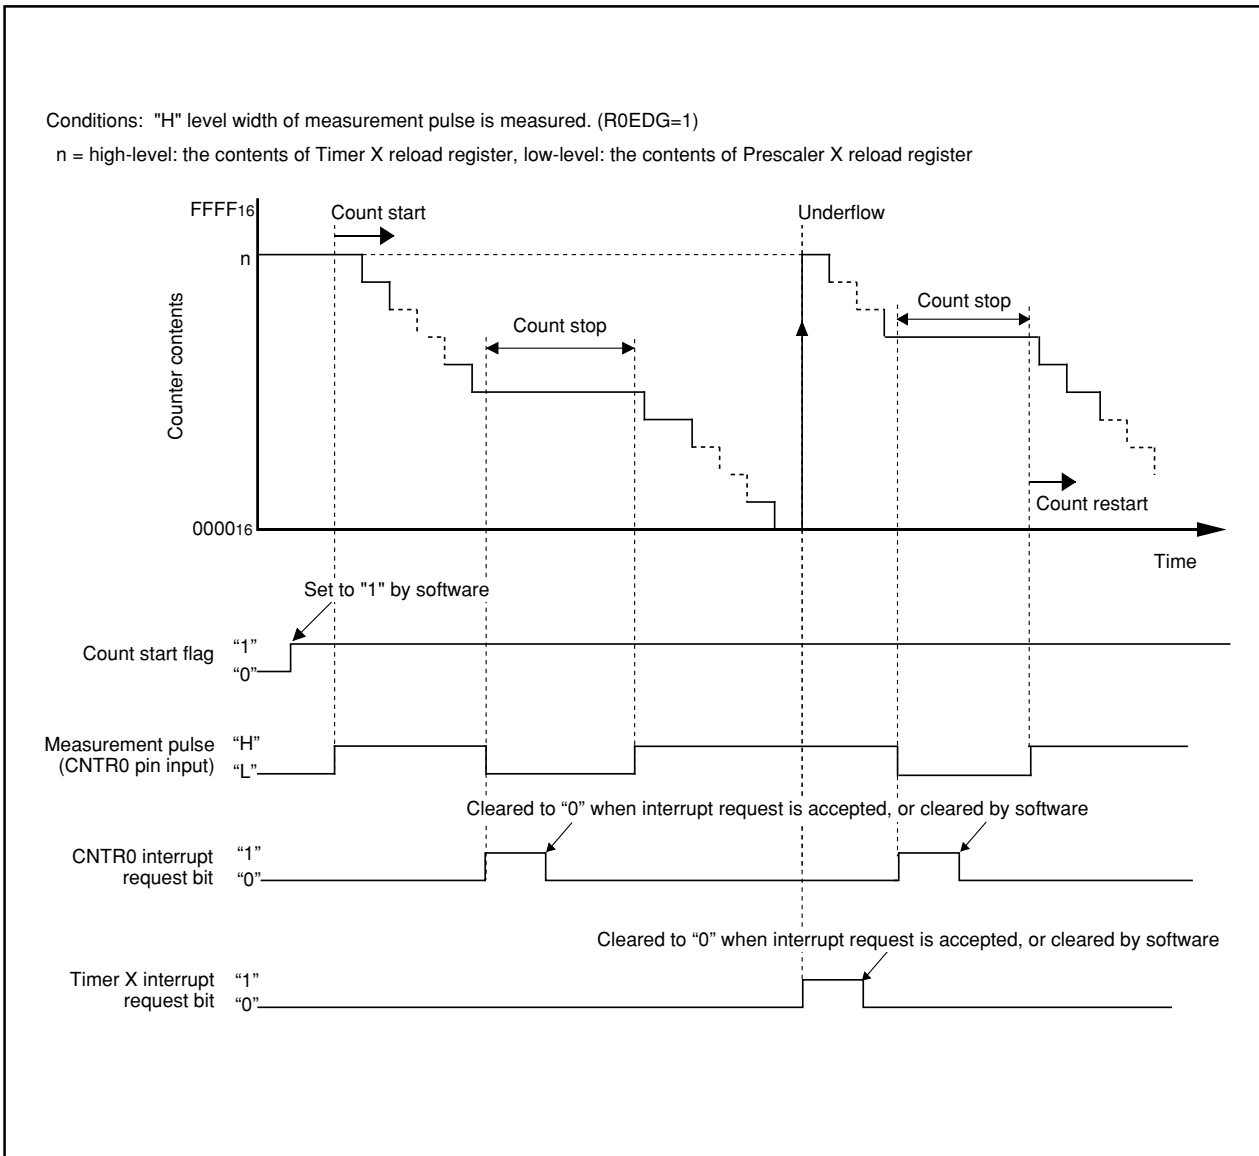 Conditions:  "H" level width of measurement pulse is measured. (R0EDG=1)
n = high-level: the contents of Timer X reload register, low-level: the contents of Prescaler X reload register
FFFF16
Count start
Underflow
n
Count stop
Count stop
Counter contents
Count restart
000016
Time
Set to "1" by software
Count start flag
“1”
“0”
Measurement pulse
(CNTR0 pin input)
“H”
“L”
Cleared to “0” when interrupt request is accepted, or cleared by software
CNTR0 interrupt
request bit
“1”
“0”
Cleared to “0” when interrupt request is accepted, or cleared by software
Timer X interrupt
request bit
“1”
“0”